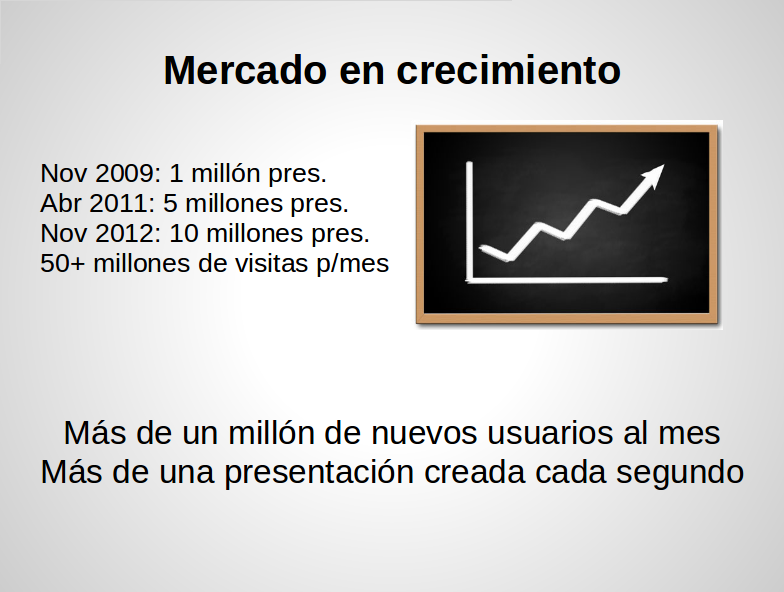 Mercado en crecimiento
Nov 2009: 1 millón pres.
Abr 2011: 5 millones pres.
Nov 2012: 10 millones pres.
50+ millones de visitas p/mes
Más de un millón de nuevos usuarios al mes
Más de una presentación creada cada segundo